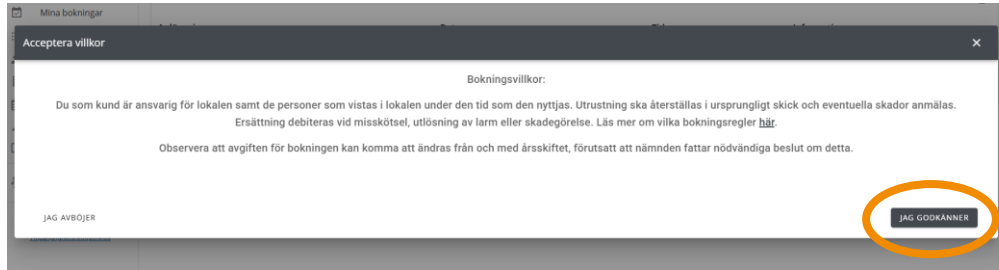 Mina bokningar
Acceptera villkor
Bokningsvillkor:
Du som kund är ansvarig för lokalen samt de personer som vistas i lokalen under den tid som den nyttjas. Utrustning ska återställas i ursprungligt skick och eventuella skador anmälas.
Ersättning debiteras vid misskötsel, utlösning av larm eller skadegörelse. Läs mer om vilka bokningsregler här.
Observera att avgiften för bokningen kan komma att ändras från och med årsskiftet, förutsatt att nämnden fattar nödvändiga beslut om detta.
JAG AVBÖJER
JAG GODKÄNNER